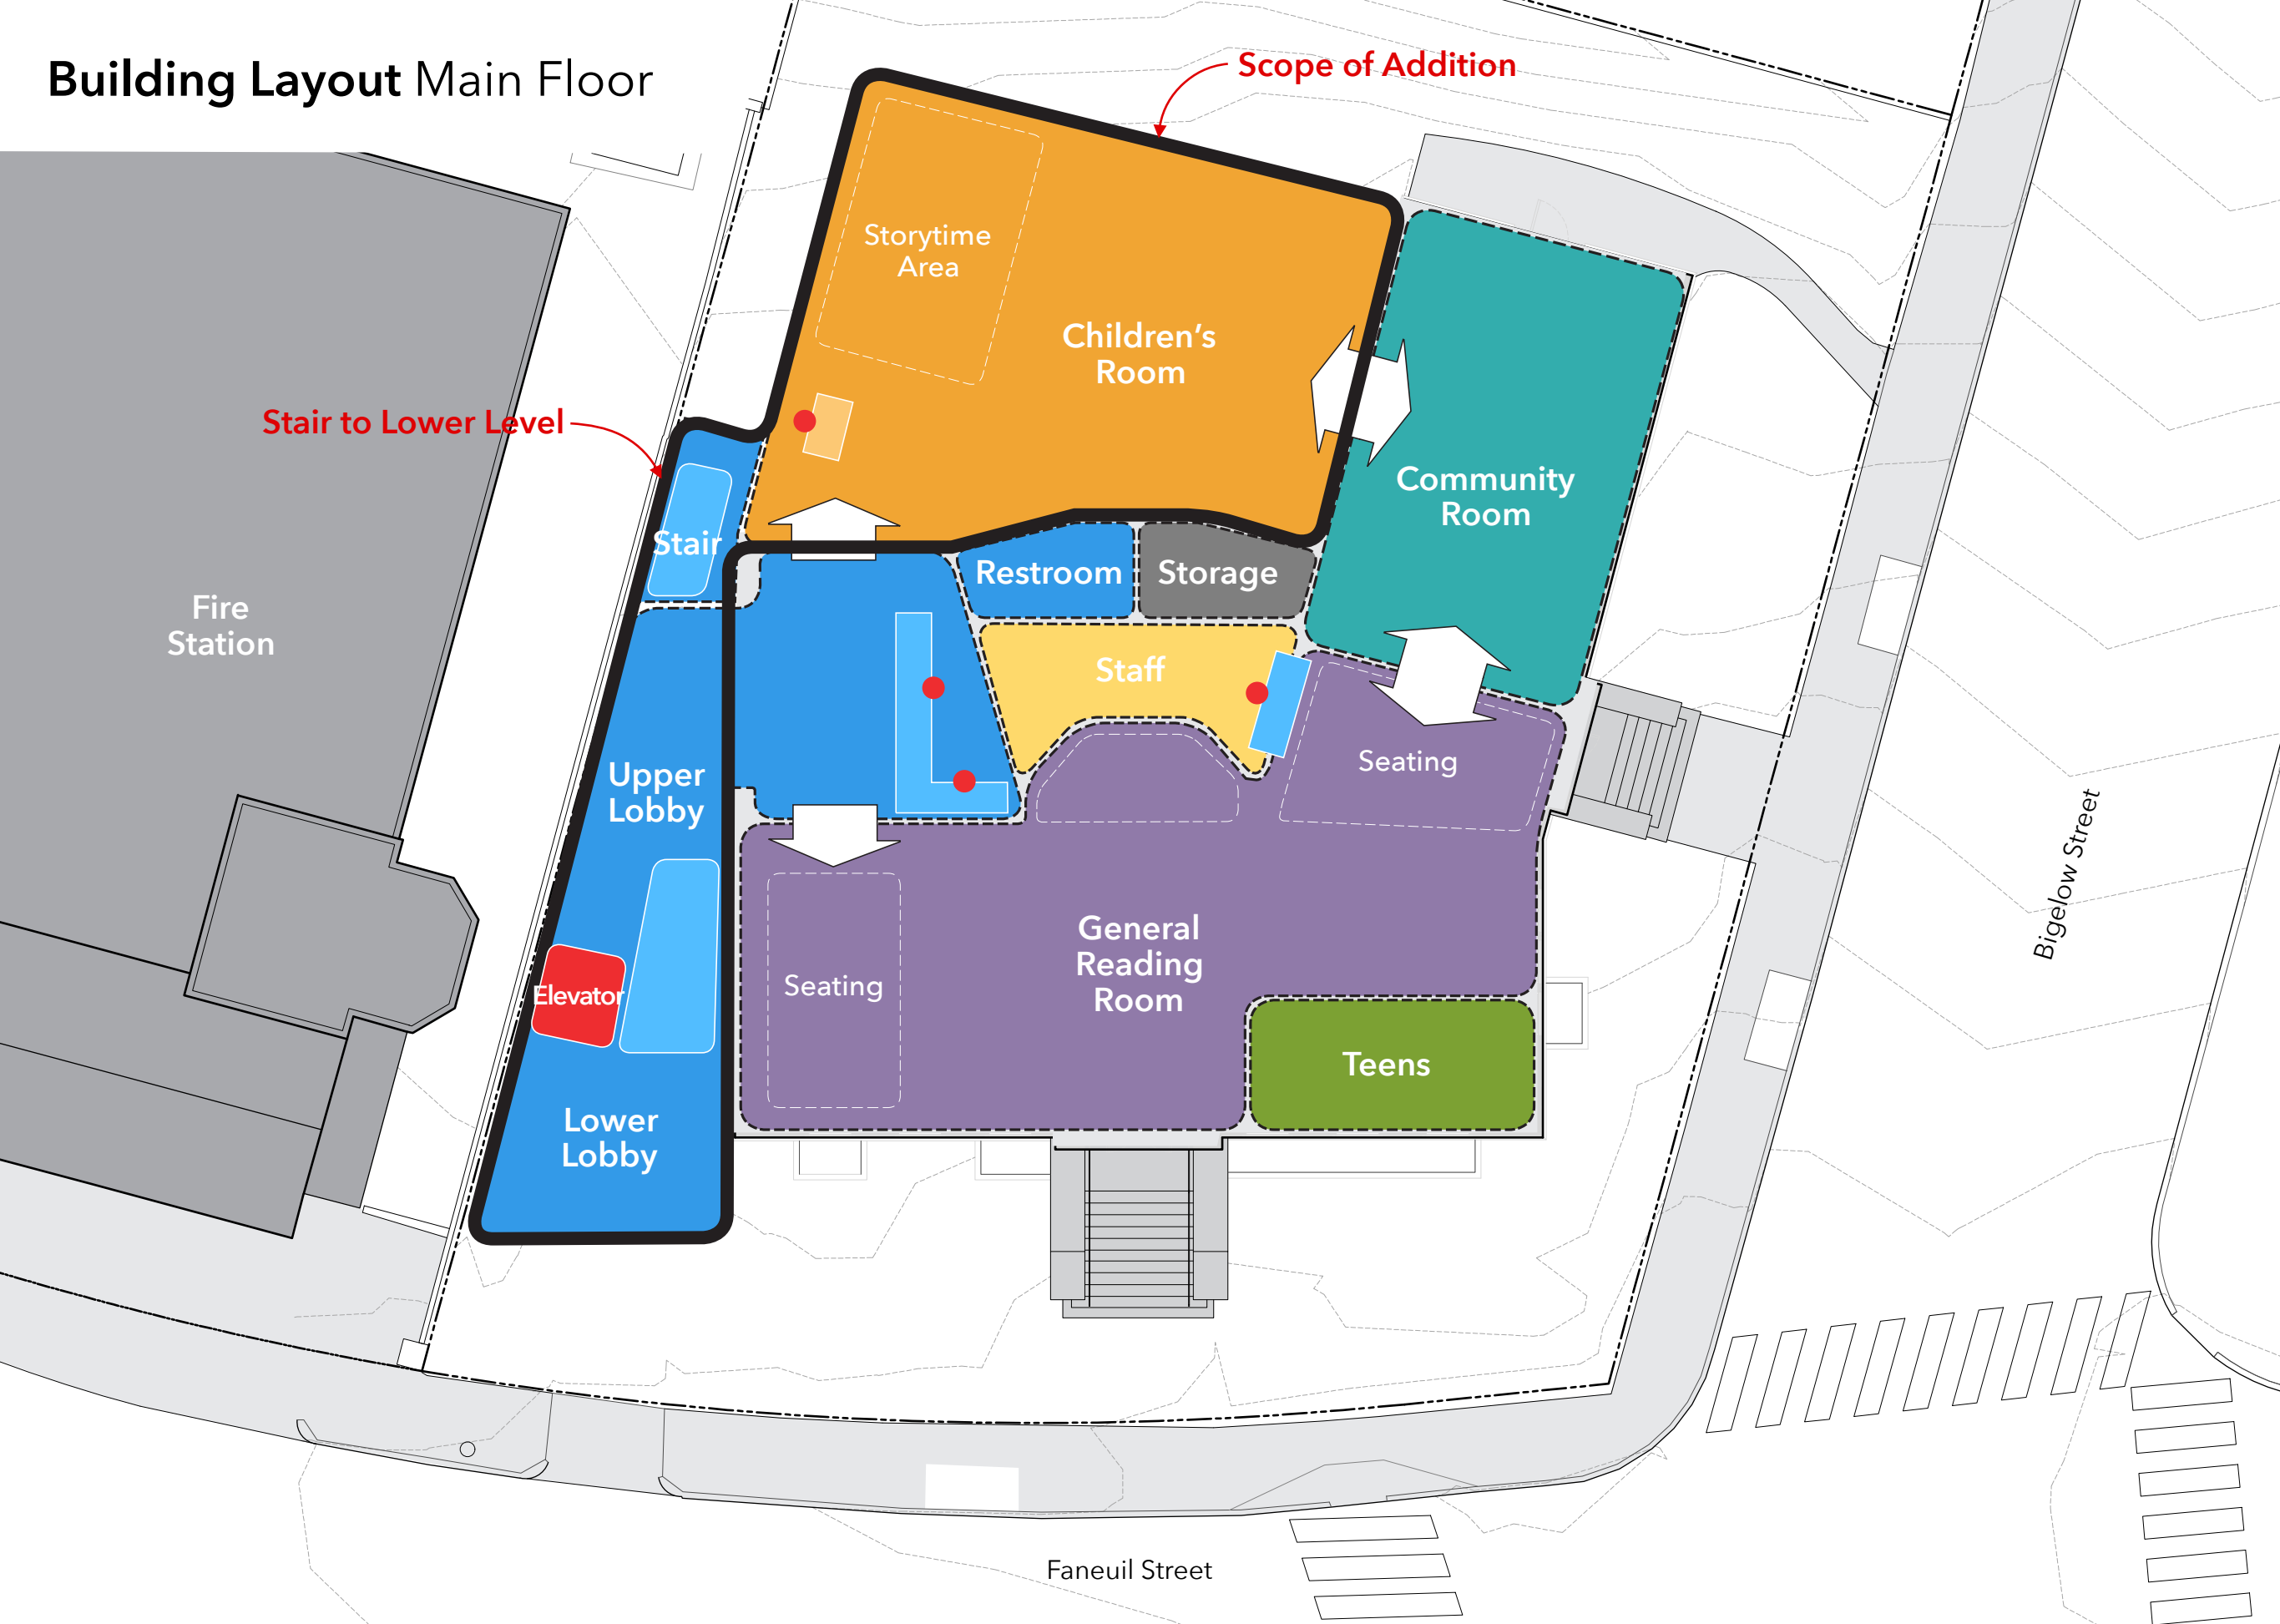 Building Layout Main Floor
Scope of Addition
Storytime
Area
Children's
Room
Stair to Lower Level
Community
Room
Stair
Restroom
Storage
Fire
Station
Staff
Seating
Upper
Lobby
Bigelow Street
General
Reading
Room
Seating
Elevator
Teens
Lower
Lobby
Faneuil Street